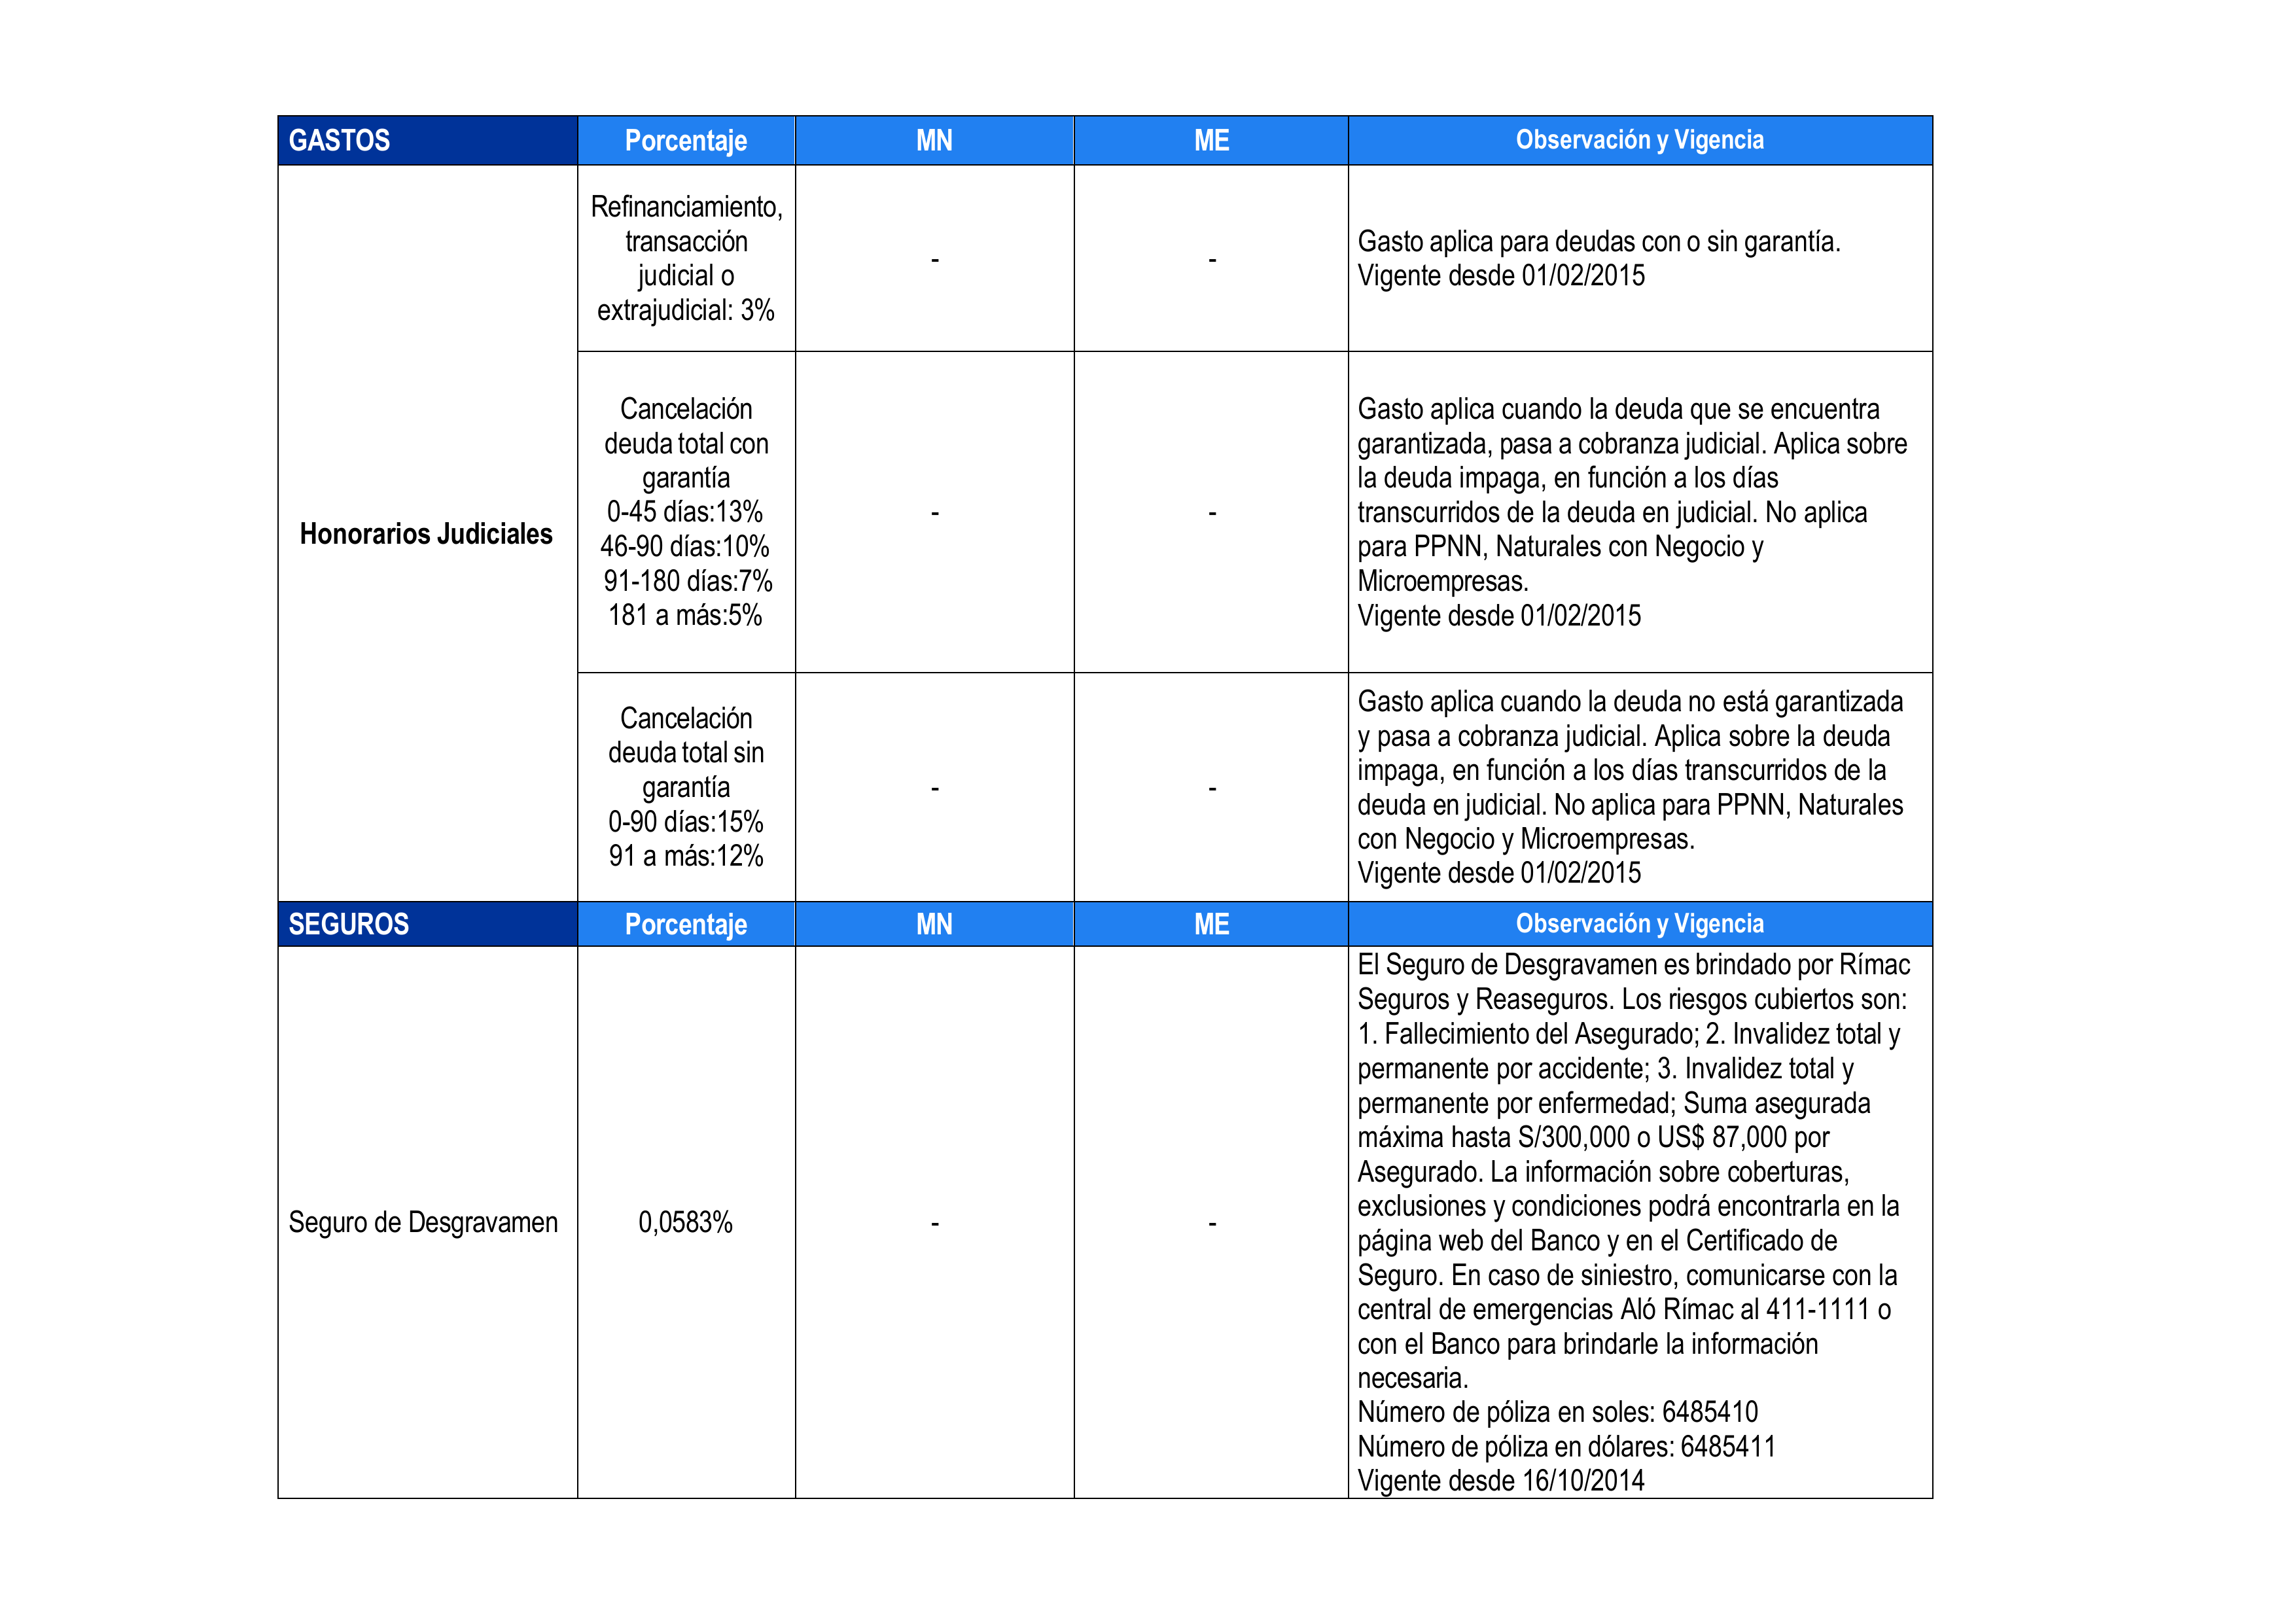 GASTOS Porcentaje MN ME Observación y Vigencia
Honorarios Judiciales
Refinanciamiento,
transacción
judicial o
extrajudicial: 3%
-
-
Gasto aplica para deudas con o sin garantía.
Vigente desde 01/02/2015
Cancelación
deuda total con
garantía
0-45 días:13%
46-90 días:10%
91-180 días:7%
181 a más:5%
-
-
Gasto aplica cuando la deuda que se encuentra
garantizada, pasa a cobranza judicial. Aplica sobre
la deuda impaga, en función a los días
transcurridos de la deuda en judicial. No aplica
para PPNN, Naturales con Negocio y
Microempresas.
Vigente desde 01/02/2015
Cancelación
deuda total sin
garantía
0-90 días:15%
91 a más:12%
-
-
Gasto aplica cuando la deuda no está garantizada
y pasa a cobranza judicial. Aplica sobre la deuda
impaga, en función a los días transcurridos de la
deuda en judicial. No aplica para PPNN, Naturales
con Negocio y Microempresas.
Vigente desde 01/02/2015
SEGUROS Porcentaje MN ME Observación y Vigencia
Seguro de Desgravamen
0,0583%
-
-
El Seguro de Desgravamen es brindado por Rímac
Seguros y Reaseguros. Los riesgos cubiertos son:
1. Fallecimiento del Asegurado; 2. Invalidez total y
permanente por accidente; 3. Invalidez total y
permanente por enfermedad; Suma asegurada
máxima hasta S/300,000 o US$ 87,000 por
Asegurado. La información sobre coberturas,
exclusiones y condiciones podrá encontrarla en la
página web del Banco y en el Certificado de
Seguro. En caso de siniestro, comunicarse con la
central de emergencias Aló Rímac al 411-1111 o
con el Banco para brindarle la información
necesaria.
Número de póliza en soles: 6485410
Número de póliza en dólares: 6485411
Vigente desde 16/10/2014